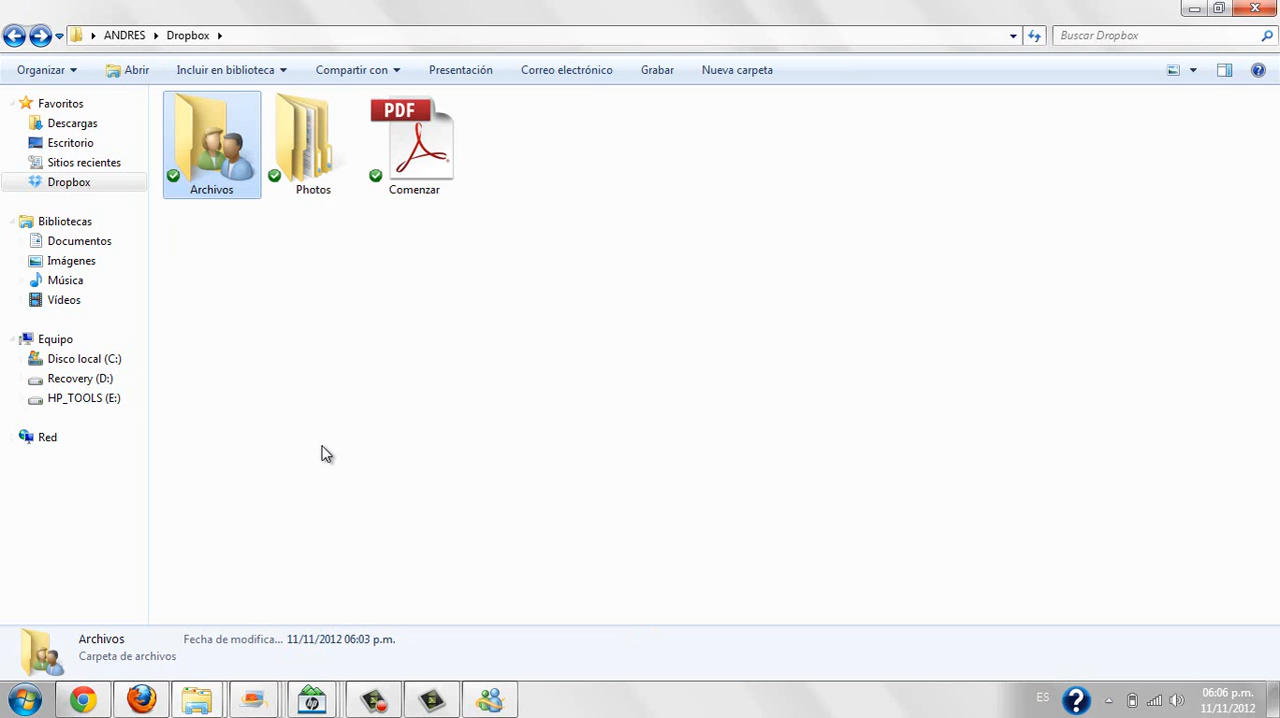 ANDRES Dropbox
Buscar Dropbox
Organizar Abrir Incluir en biblioteca Compartir con Presentación Correo electrónico Grabar Nueva carpeta
Favoritos
Descargas
Escritorio
Sitios recientes
Dropbox
Bibliotecas
Documentos
Imágenes
Música
Vídeos
Equipo
Disco local (C:)
Recovery (D:)
HP_TOOLS (E:)
Red
PDF
Archivos Photos Comenzar
Archivos Fecha de modifica... 11/11/2012 06:03 p.m.
Carpeta de archivos
hp
ES
06:06 p.m.
11/11/2012